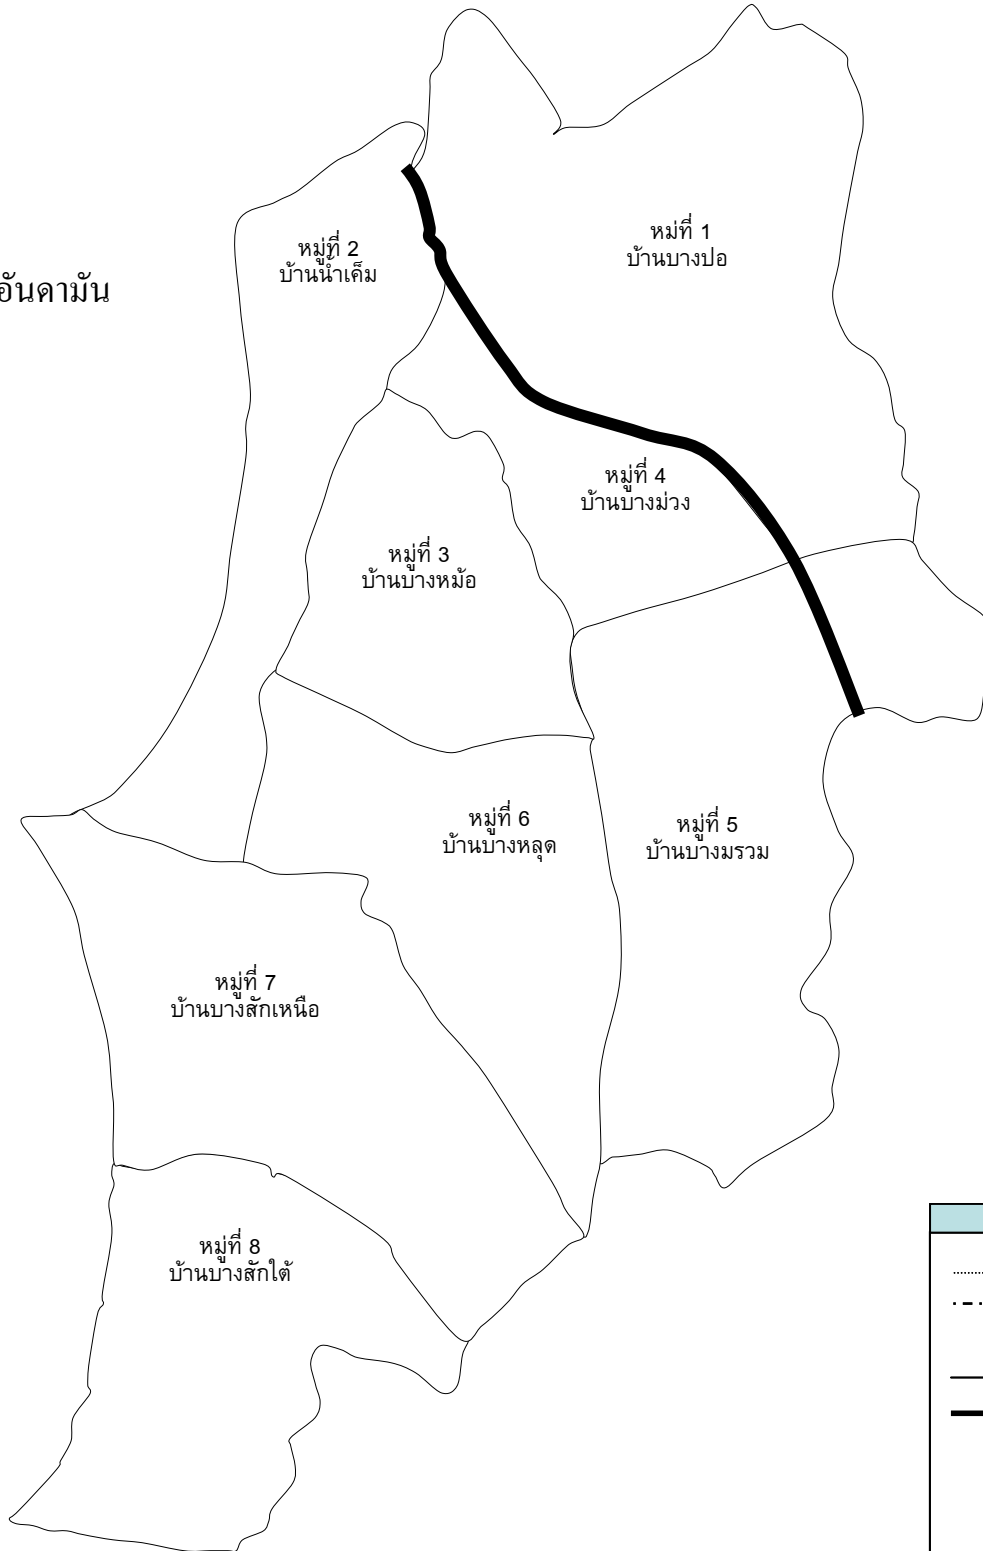 หมู่ที่ 1
บ้านบางปอ
หมู่ที่ 2
บ้านน้ำเค็ม
อันดามัน
หมู่ที่ 4
บ้านบางม่วง
หมู่ที่ 3
บ้านบางหม้อ
หมู่ที่ 6
บ้านบางหลุด
หมู่ที่ 5
บ้านบางมรวม
หมู่ที่ 7
บ้านบางสักเหนือ
หมู่ที่ 8
บ้านบางสักใต้